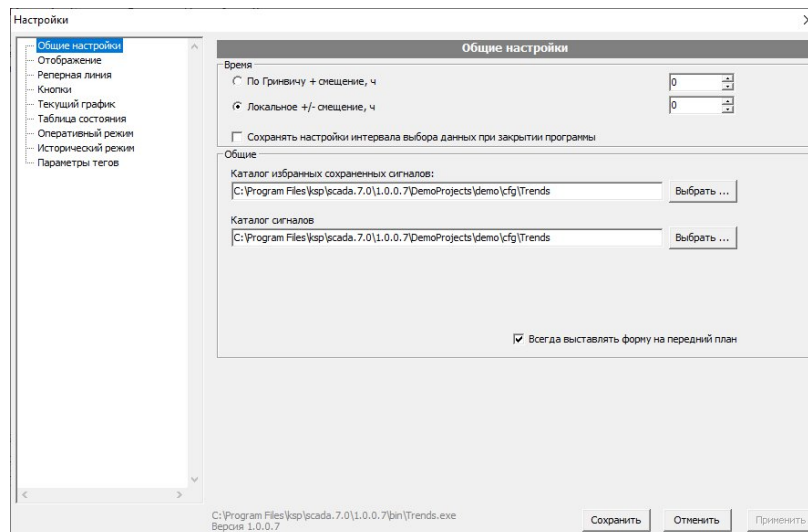 Настройки
Общие настройки
Отображение
Реперная линия
Кнопки
Текущий график
Таблица состояния
Оперативный режим
Исторический режим
Параметры тегов
Общие настройки
Время
По Гринвичу + смещение, ч
0
Локальное +/- смещение, ч
0
Сохранять настройки интервала выбора данных при закрытии программы
Общие
Каталог избранных сохраненных сигналов:
C:\Program Files\ksp\scada.7.0\1.0.0.7\DemoProjects\demo\cfg\Trends
Выбрать ...
Каталог сигналов
C:\Program Files\ksp\scada.7.0\1.0.0.7\DemoProjects\demo\cfg\Trends
Выбрать ...
Всегда выставлять форму на передний план
C:\Program Files\ksp\scada.7.0\1.0.0.7\bin\Trends.exe
Версия 1.0.0.7
Сохранить
Отменить
Применить